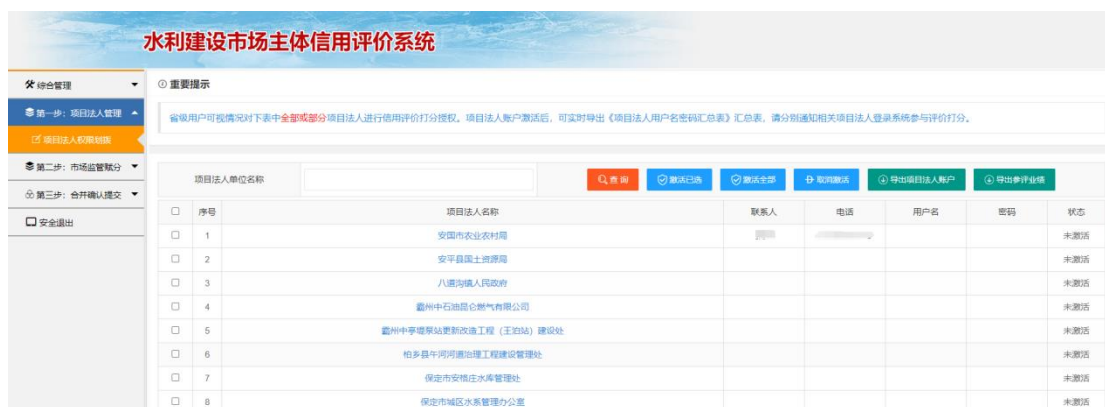 水利建设市场主体信用评价系统
综合管理
第一步:项目法人管理
项目法人权限划拨
第二步:市场监管赋分
第三步:合并确认提交
安全退出
重要提示
省级用户可视情况对下表中全部或部分项目法人进行信用评价打分授权。项目法人账户激活后,可实时导出《项目法人用户名密码汇总表》汇总表,请分别通知相关项目法人登录系统参与评价打分。
项目法人单位名称 查询 激活已选 激活全部 取消激活 导出项目法人账户 导出参评业绩
序号 项目法人名称 联系人 电话 用户名 密码 状态
1 安国市农业农村局 未激活
2 安平县国土资源局 未激活
3 八道沟镇人民政府 未激活
4 霸州中石油昆仑燃气有限公司 未激活
5 霸州中亭堤泵站更新改造工程(王泊站)建设处 未激活
6 柏乡县午河河道治理工程建设管理处 未激活
7 保定市安格庄水库管理处 未激活
8 保定市城区水系管理办公室 未激活